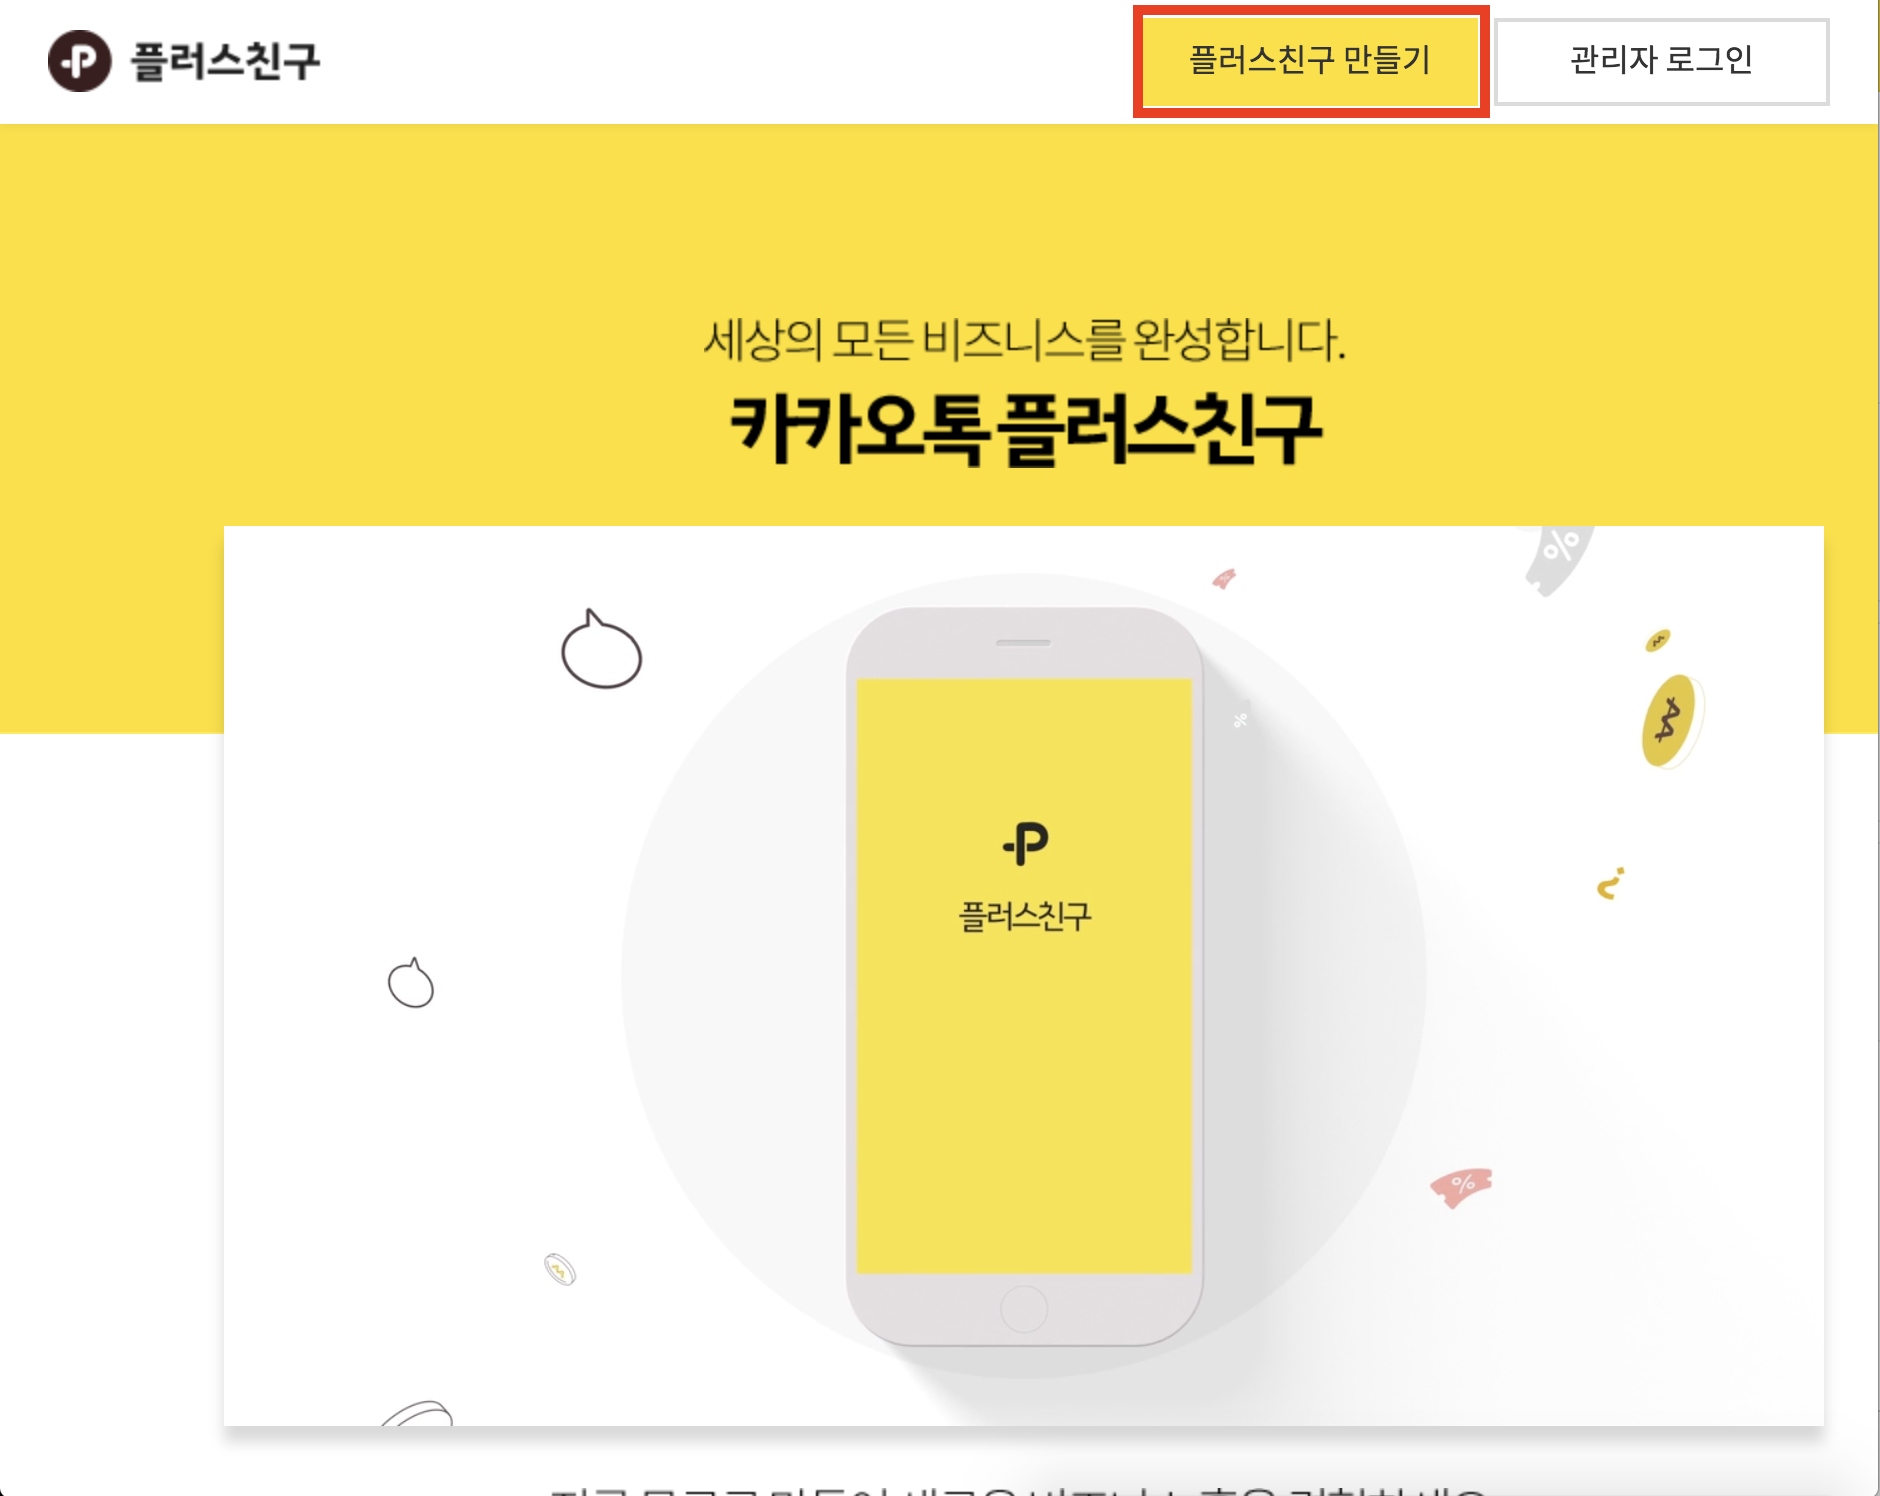 플러스친구
플러스친구 만들기
관리자 로그인
세상의 모든 비즈니스를 완성합니다.
카카오톡 플러스친구
%
%
P
플러스친구
%